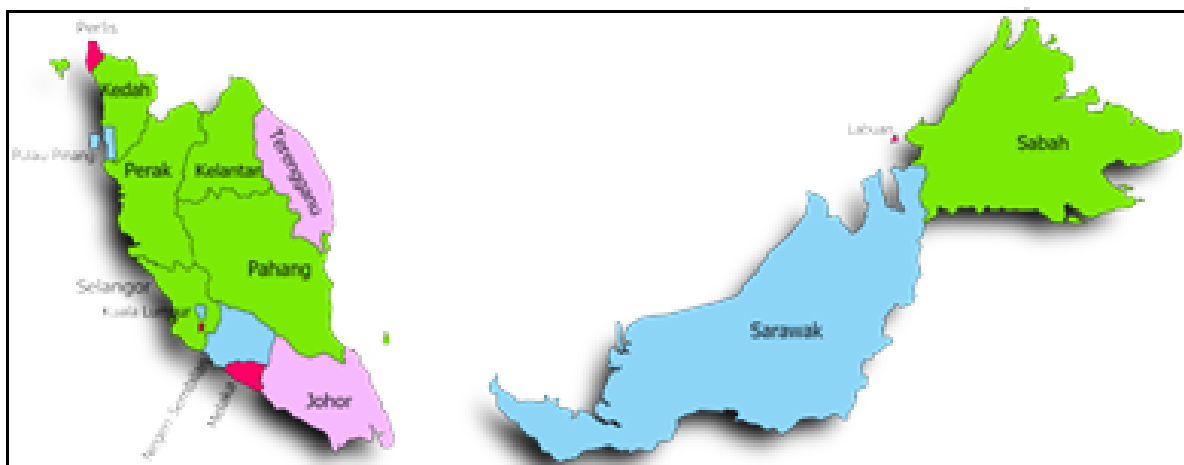 Perlis
Kedah
Pulau Pinang
Perak
Kelantan
Terengganu
Pahang
Selangor
Kuala Lumpur
Negeri Sembilan
Melaka
Johor
Labuan
Sabah
Sarawak